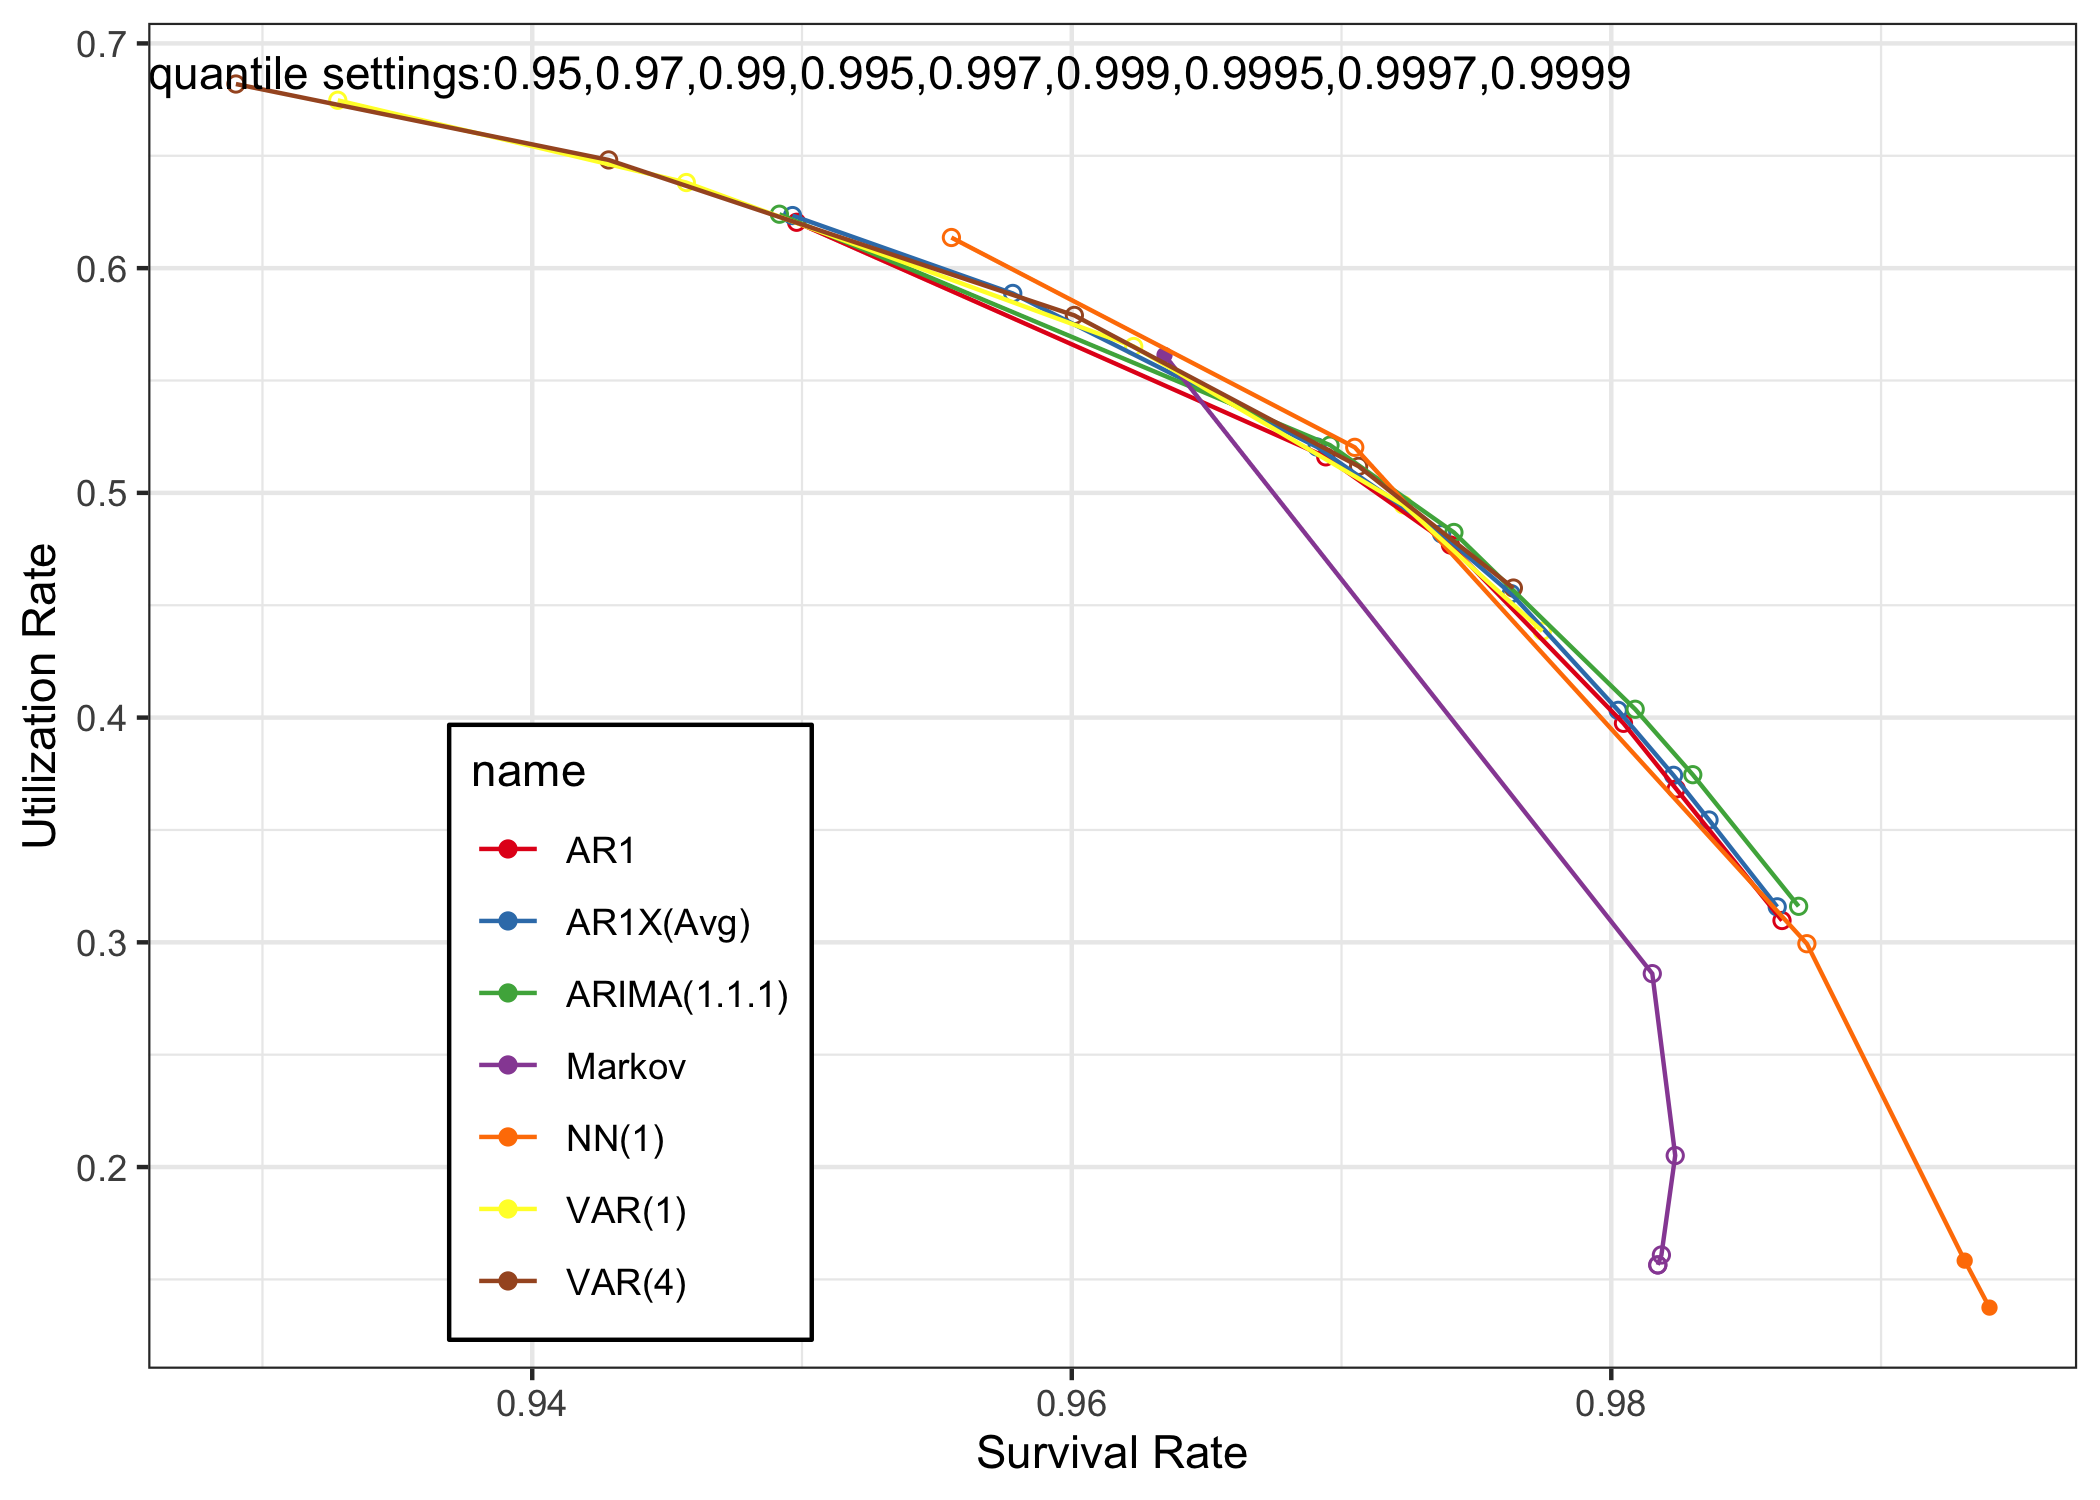 quantile settings:0.95,0.97,0.99,0.995,0.997,0.999,0.9995,0.9997,0.9999
0.7
0.6
0.5
0.4
0.3
0.2
Utilization Rate
name
AR1
AR1X(Avg)
ARIMA(1.1.1)
Markov
NN(1)
VAR(1)
VAR(4)
0.94
0.96
0.98
Survival Rate